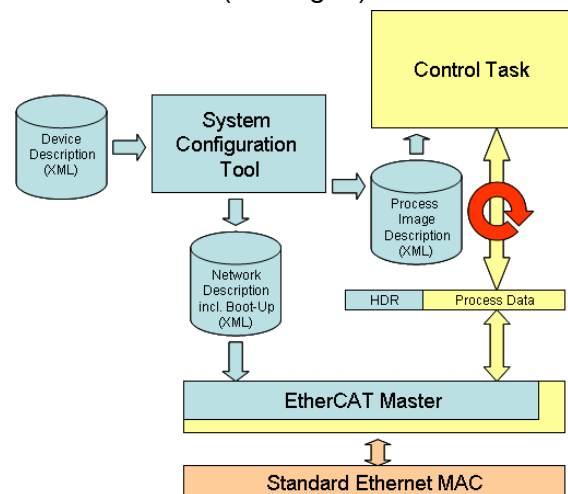 Control Task
System
Configuration
Tool
Device
Description
(XML)
Process
Image
Description
(XML)
Network
Description
incl. Boot-Up
(XML)
HDR
Process Data
EtherCAT Master
Standard Ethernet MAC